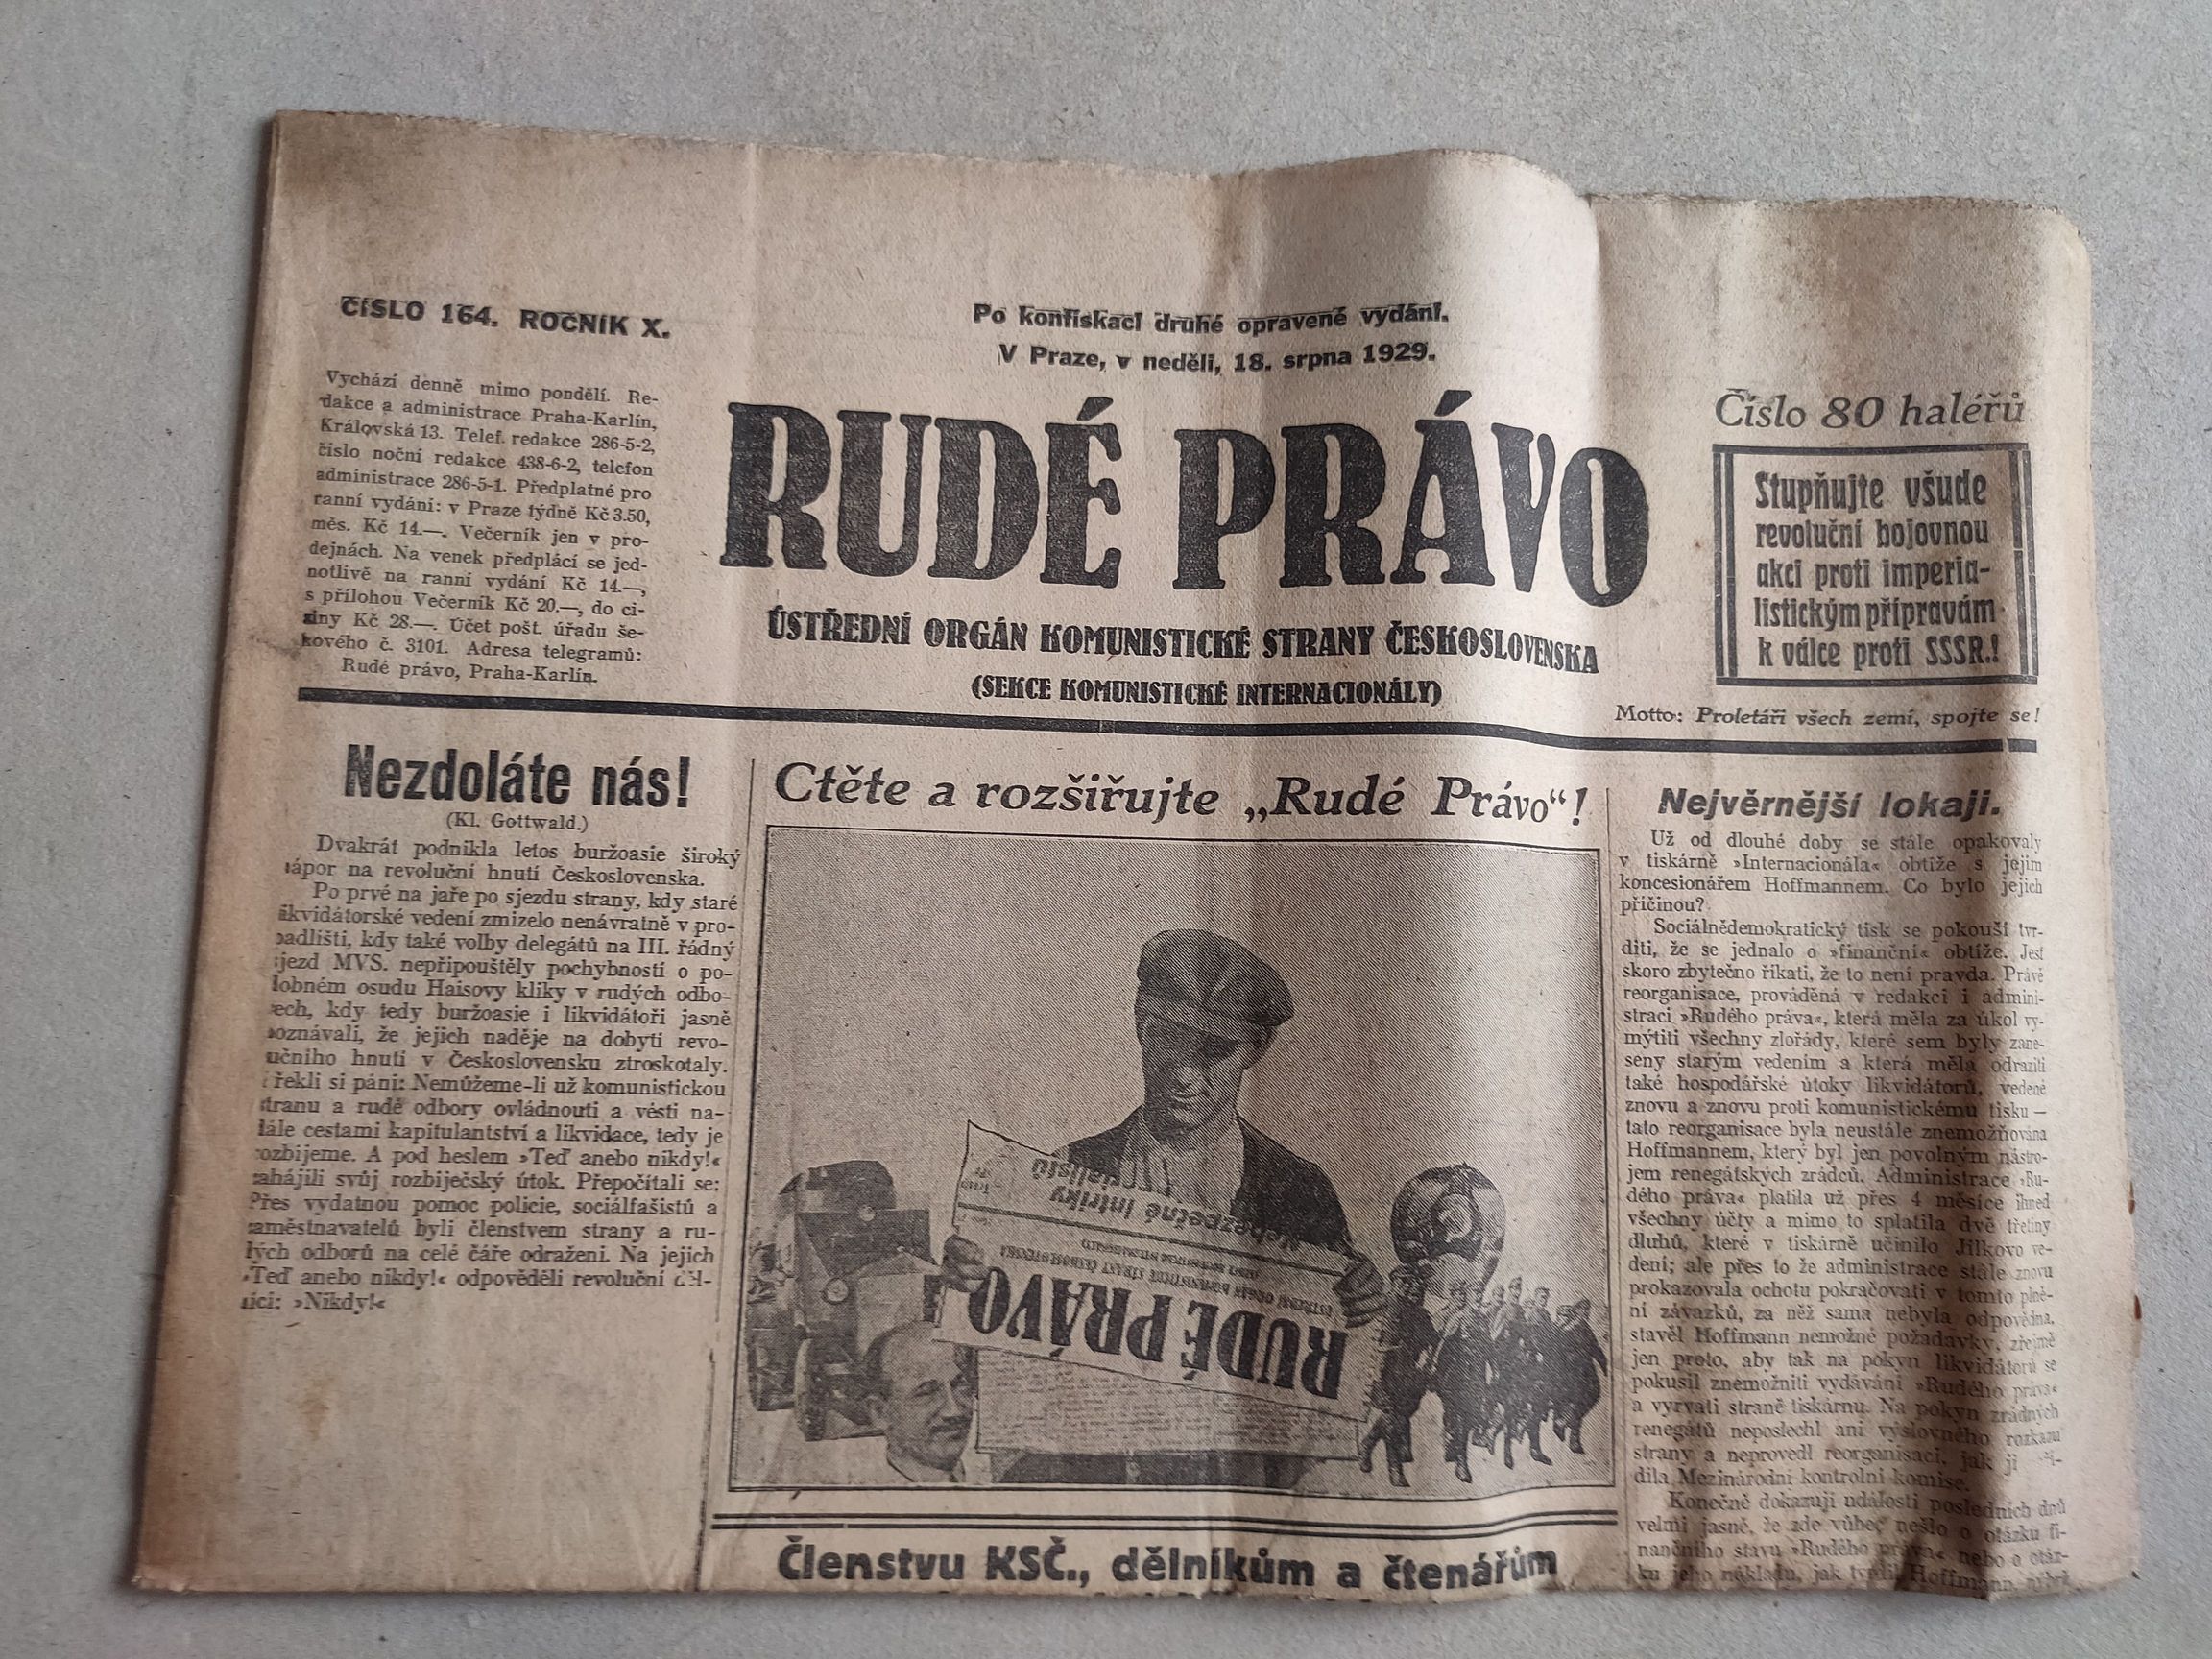 ČÍSLO 164. ROČNÍK X.
Po konfiskaci druhé opravené vydání.
V Praze, v neděli, 18. srpna 1929.
Vychází denně mimo pondělí. Re-
dakce a administrace Praha-Karlín,
Královská 13. Telef. redakce 286-5-2,
číslo noční redakce 438-6-2, telefon
administrace 286-5-1. Předplatné pro
ranní vydání: v Praze týdně Kč 3.50,
měs. Kč 14.—. Večerník jen v pro-
dejnách. Na venek předplácí se jed-
notlivě na ranní vydání Kč 14.—,
s přílohou Večerník Kč 20.—, do ci-
ziny Kč 28.—. Účet pošt. úřadu še-
kového č. 3101. Adresa telegramů:
Rudé právo, Praha-Karlín.
RUDÉ PRÁVO
ÚSTŘEDNÍ ORGÁN KOMUNISTICKÉ STRANY ČESKOSLOVENSKA
(SEKCE KOMUNISTICKÉ INTERNACIONÁLY)
Číslo 80 haléřů
Stupňujte všude
revoluční bojovnou
akci proti imperia-
listickým přípravám
k válce proti SSSR.!
Motto: Proletáři všech zemí, spojte se!
Nezdoláte nás!
(Kl. Gottwald.)
Dvakrát podnikla letos buržoasie široký
nápor na revoluční hnutí Československa.
Po prvé na jaře po sjezdu strany, kdy staré
likvidátorské vedení zmizelo nenávratně v pro-
padlišti, kdy také volby delegátů na III. řádný
sjezd MVS. nepřipouštěly pochybností o po-
dobném osudu Haisovy kliky v rudých odbo-
rech, kdy tedy buržoasie i likvidátoři jasně
poznávali, že jejich naděje na dobytí revo-
lučního hnutí v Československu ztroskotaly.
I řekli si páni: Nemůžeme-li už komunistickou
stranu a rudé odbory ovládnouti a vésti na-
dále cestami kapitulantství a likvidace, tedy je
rozbijeme. A pod heslem »Teď anebo nikdy!«
zahájili svůj rozbíječský útok. Přepočítali se:
Přes vydatnou pomoc policie, sociálfašistů a
zaměstnavatelů byli členstvem strany a ru-
dých odborů na celé čáře odraženi. Na jejich
»Teď anebo nikdy!« odpověděli revoluční děl-
níci: »Nikdy!«
Ctěte a rozšiřujte „Rudé Právo"!
Nebezpečné intriky
RUDÉ PRÁVO
ÚSTŘEDNÍ ORGÁN KOMUNISTICKÉ STRANY ČESKOSLOVENSKA
Členstvu KSČ., dělníkům a čtenářům
Nejvěrnější lokaji.
Už od dlouhé doby se stále opakovaly
v tiskárně »Internacionála« obtíže s jejím
koncesionářem Hoffmannem. Co bylo jejich
příčinou?
Sociálnědemokratický tisk se pokouší tvr-
diti, že se jednalo o »finanční« obtíže. Jest
skoro zbytečno říkati, že to není pravda. Právě
reorganisace, prováděná v redakci i admini-
straci »Rudého práva«, která měla za úkol vy-
mýtiti všechny zlořády, které sem byly zane-
seny starým vedením a která měla odraziti
také hospodářské útoky likvidátorů, vedené
znovu a znovu proti komunistickému tisku —
tato reorganisace byla neustále znemožňována
Hoffmannem, který byl jen povolným nástro-
jem renegátských zrádců. Administrace »Ru-
dého práva« platila už přes 4 měsíce ihned
všechny účty a mimo to splatila dvě třetiny
dluhů, které v tiskárně učinilo Jílkovo ve-
dení; ale přes to že administrace stále znovu
prokazovala ochotu pokračovati v tomto plně-
ní závazků, za něž sama nebyla odpovědna,
stavěl Hoffmann nemožné požadavky, zřejmě
jen proto, aby tak na pokyn likvidátorů se
pokusil znemožniti vydávání »Rudého práva«
a vyrvati straně tiskárnu. Na pokyn zrádných
renegátů neposlechl ani výslovného rozkazu
strany a neprovedl reorganisaci, jak ji
dila Mezinárodní kontrolní komise.
Konečně dokazují události posledních dnů
velmi jasně, že zde vůbec nešlo o otázku fi-
nančního stavu »Rudého práva« nebo o otáz-
ku jeho nákladu, jak tvrdil Hoffmann, nýbrž